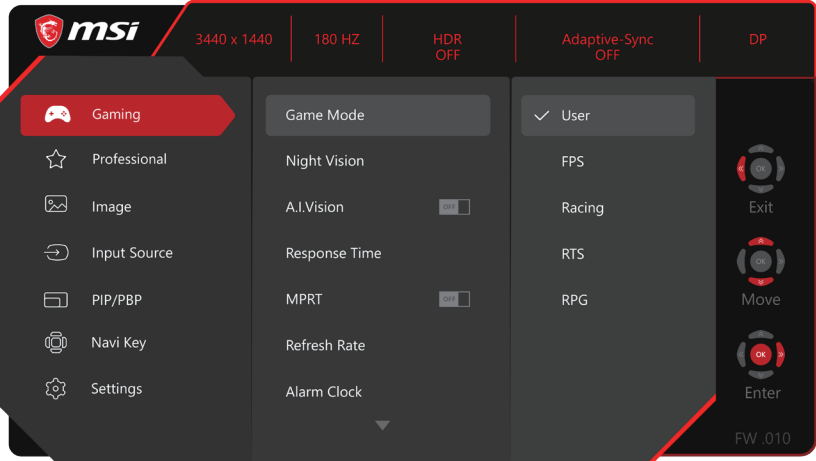 msi
3440 x 1440
180 HZ
HDR
OFF
Adaptive-Sync
OFF
DP
Gaming
Professional
Image
Input Source
PIP/PBP
Navi Key
Settings
Game Mode
Night Vision
A.I.Vision OFF
Response Time
MPRT OFF
Refresh Rate
Alarm Clock
User
FPS
Racing
RTS
RPG
OK
Exit
OK
Move
OK
Enter
FW .010